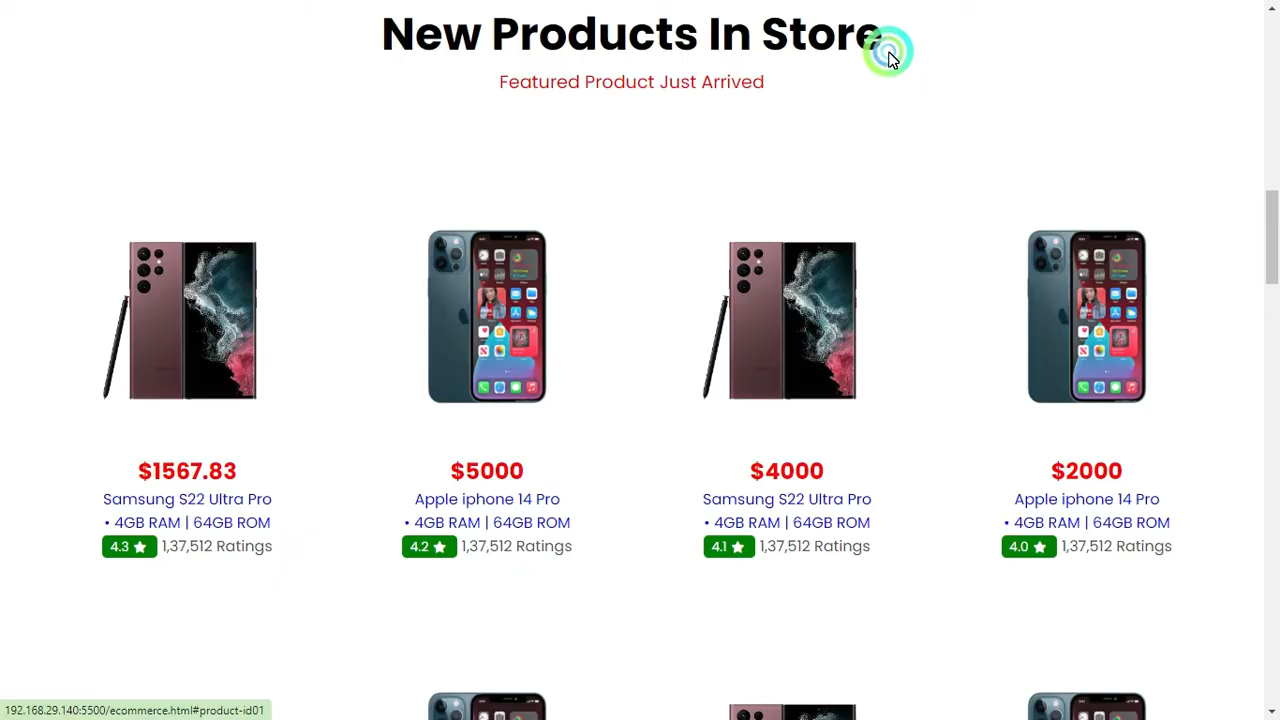 New Products In Store
Featured Product Just Arrived
$1567.83
Samsung S22 Ultra Pro
• 4GB RAM | 64GB ROM
4.3 1,37,512 Ratings
$5000
Apple iphone 14 Pro
• 4GB RAM | 64GB ROM
4.2 1,37,512 Ratings
$4000
Samsung S22 Ultra Pro
• 4GB RAM | 64GB ROM
4.1 1,37,512 Ratings
$2000
Apple iphone 14 Pro
• 4GB RAM | 64GB ROM
4.0 1,37,512 Ratings
192.168.29.140:5500/ecommerce.html#product-id01